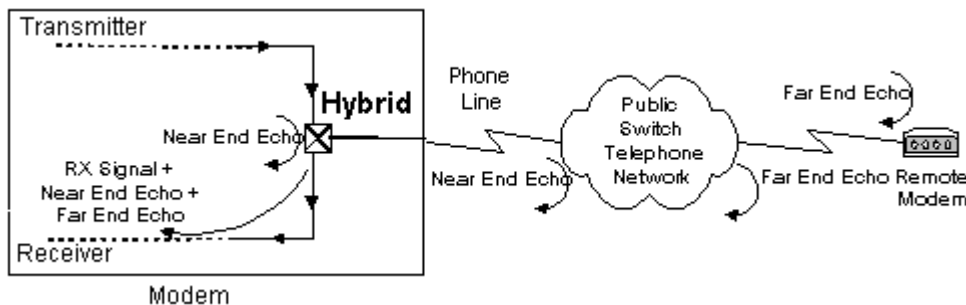 Transmitter
Hybrid
Near End Echo
RX Signal +
Near End Echo +
Far End Echo
Receiver
Modem
Phone
Line
Near End Echo
Public
Switch
Telephone
Network
Far End Echo
Far End Echo
Remote
Modem